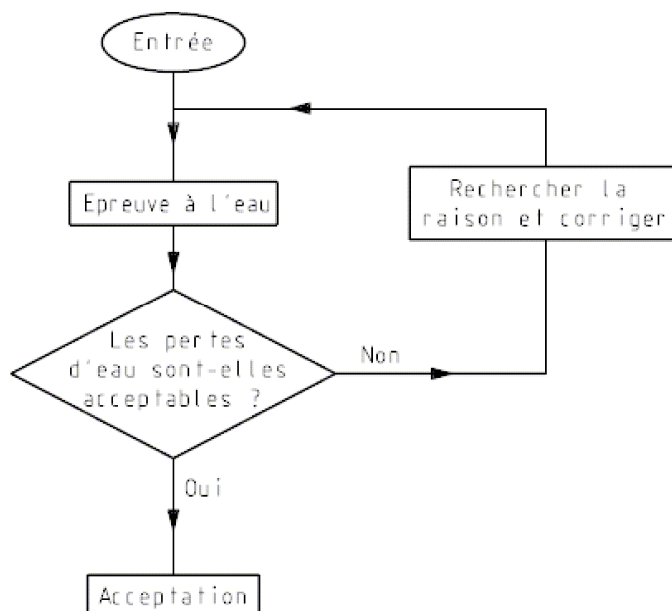 Entrée
Epreuve à l'eau
Rechercher la
raison et corriger
Les pertes
d'eau sont-elles
acceptables ?
Non
Oui
Acceptation